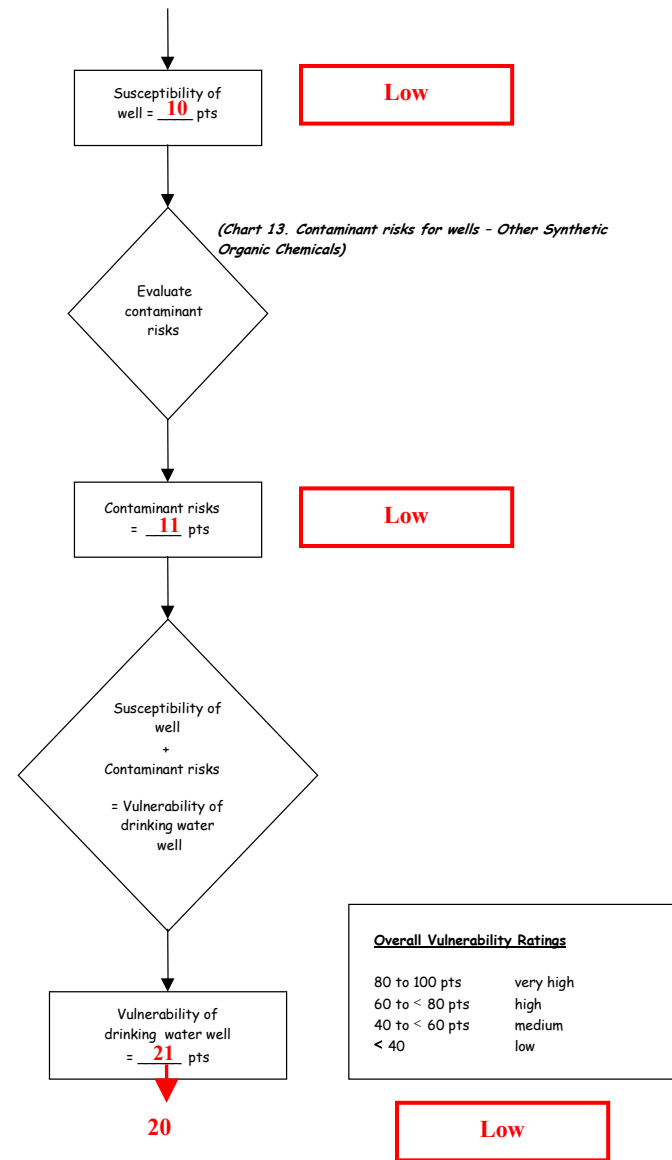 Susceptibility of
well = 10 pts
Low
(Chart 13. Contaminant risks for wells – Other Synthetic
Organic Chemicals)
Evaluate
contaminant
risks
Contaminant risks
= 11 pts
Low
Susceptibility of
well
+
Contaminant risks
= Vulnerability of
drinking water
well
Overall Vulnerability Ratings
80 to 100 pts very high
60 to < 80 pts high
40 to < 60 pts medium
< 40 low
Vulnerability of
drinking water well
= 21 pts
20
Low